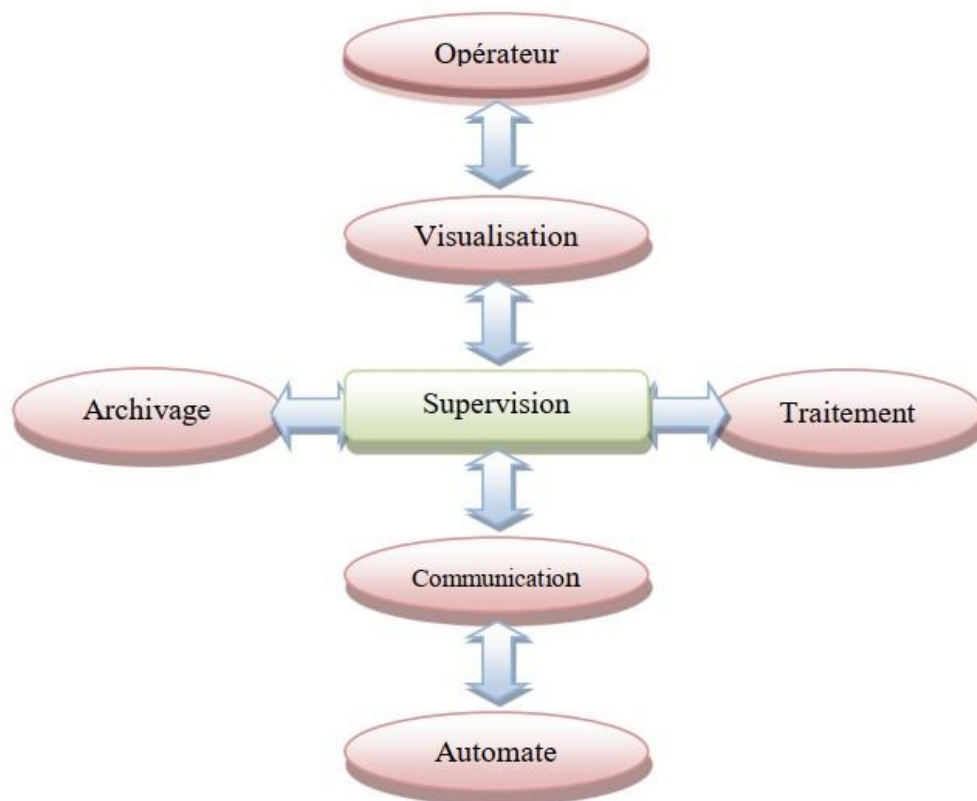 Opérateur
Visualisation
Archivage
Supervision
Traitement
Communication
Automate